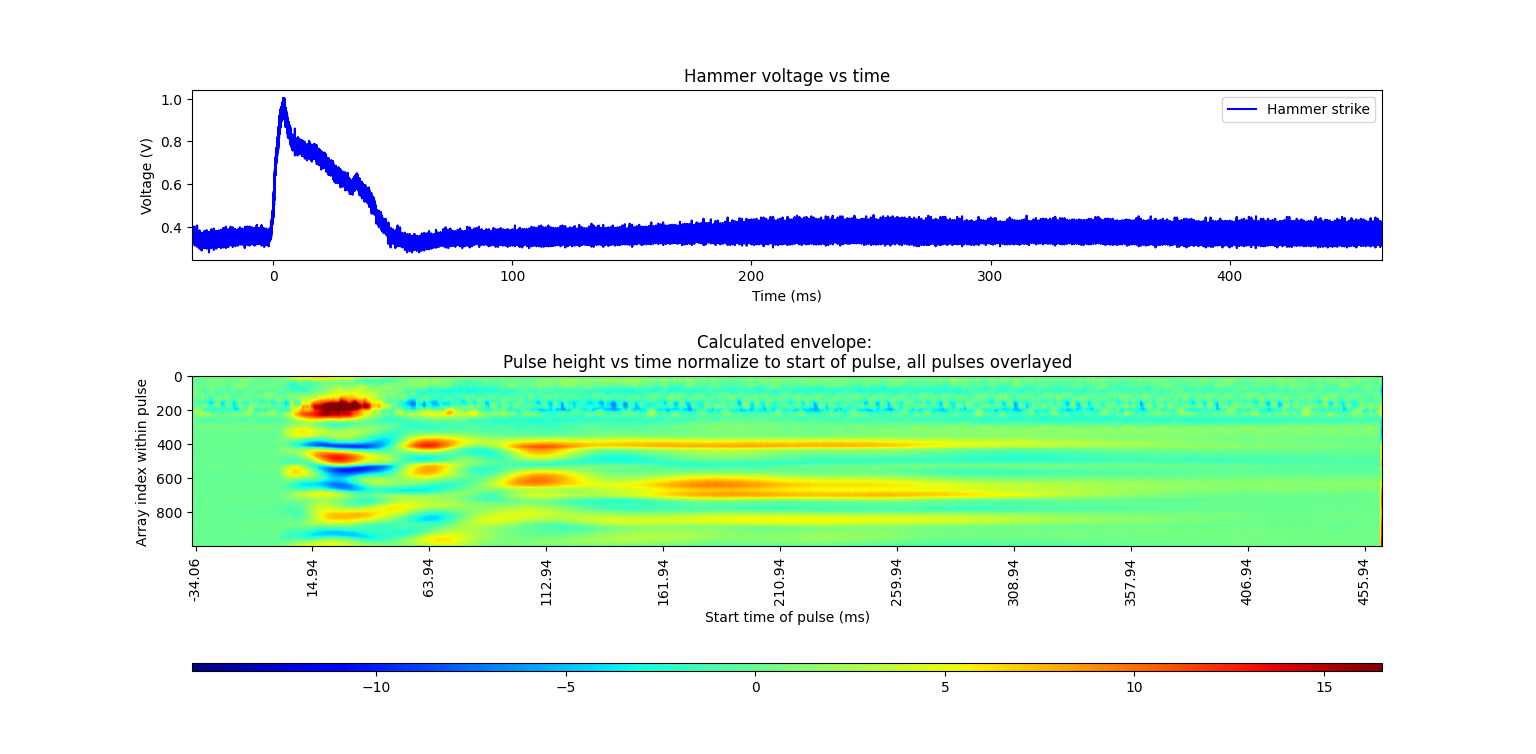 Hammer voltage vs time
Hammer strike
1.0
0.8
0.6
0.4
Voltage (V)
0 100 200 300 400
Time (ms)
Calculated envelope:
Pulse height vs time normalize to start of pulse, all pulses overlayed
0
200
400
600
800
Array index within pulse
-34.06 14.94 63.94 112.94 161.94 210.94 259.94 308.94 357.94 406.94 455.94
Start time of pulse (ms)
−10 −5 0 5 10 15